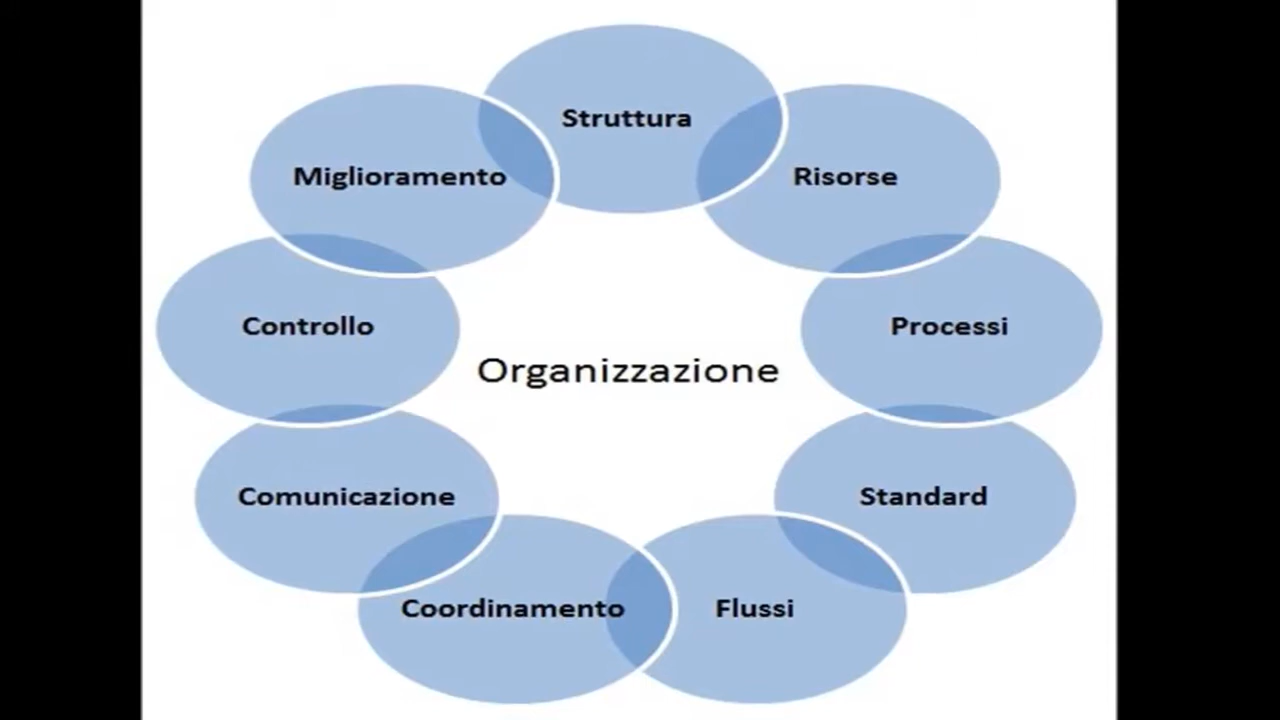 Struttura
Miglioramento
Risorse
Controllo
Processi
Organizzazione
Comunicazione
Standard
Coordinamento
Flussi